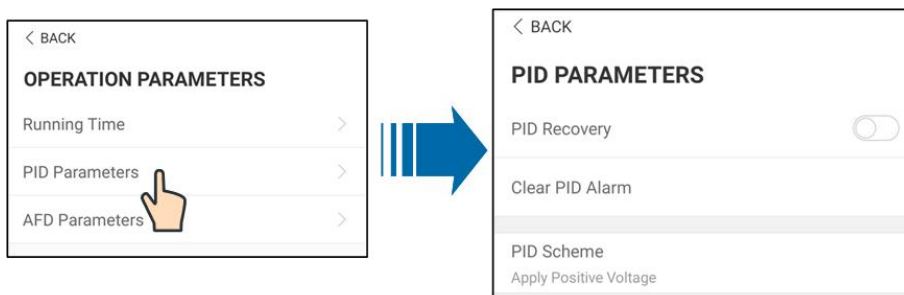 < BACK
OPERATION PARAMETERS
Running Time >
PID Parameters >
AFD Parameters >
< BACK
PID PARAMETERS
PID Recovery
Clear PID Alarm
PID Scheme
Apply Positive Voltage